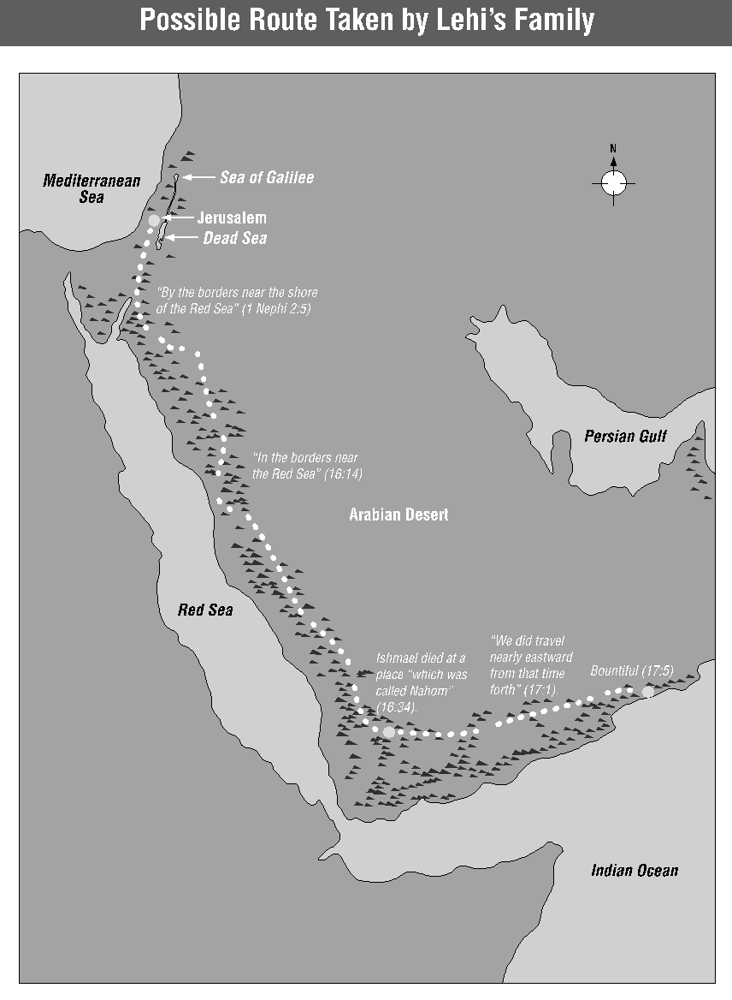 Possible Route Taken by Lehi's Family
N
Mediterranean
Sea
Sea of Galilee
Jerusalem
Dead Sea
"By the borders near the shore
of the Red Sea" (1 Nephi 2:5)
Persian Gulf
"In the borders near
the Red Sea" (16:14)
Arabian Desert
Red Sea
Ishmael died at a
place "which was
called Nahom"
(16:34).
"We did travel
nearly eastward
from that time
forth" (17:1).
Bountiful (17:5)
Indian Ocean